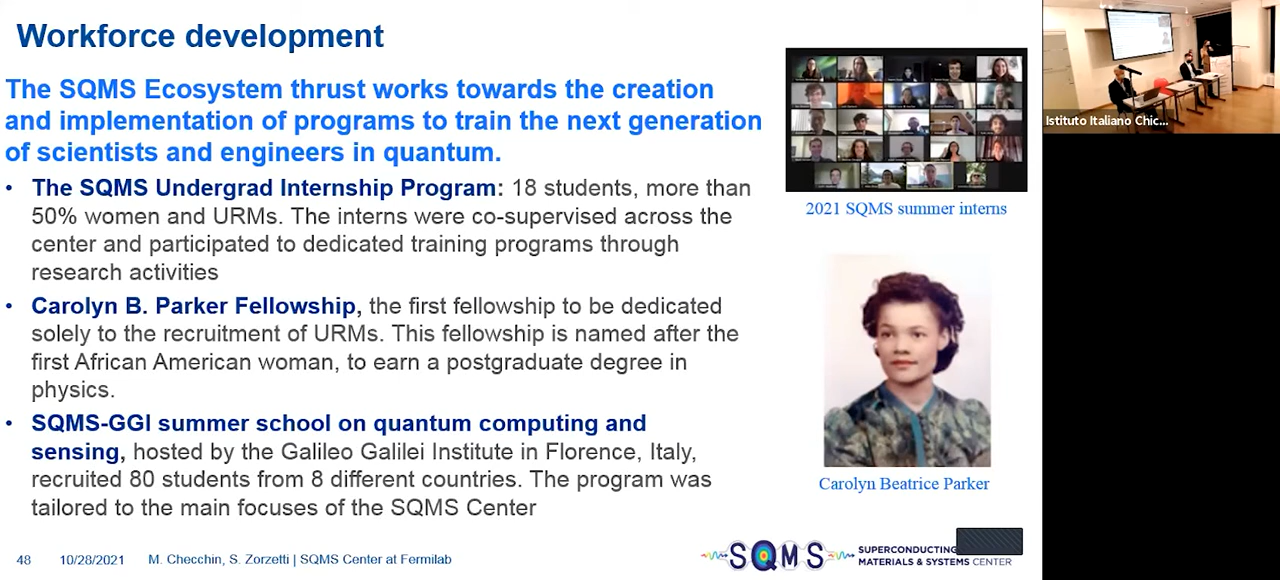 Workforce development
The SQMS Ecosystem thrust works towards the creation
and implementation of programs to train the next generation
of scientists and engineers in quantum.
• The SQMS Undergrad Internship Program: 18 students, more than
50% women and URMs. The interns were co-supervised across the
center and participated to dedicated training programs through
research activities
• Carolyn B. Parker Fellowship, the first fellowship to be dedicated
solely to the recruitment of URMs. This fellowship is named after the
first African American woman, to earn a postgraduate degree in
physics.
• SQMS-GGI summer school on quantum computing and
sensing, hosted by the Galileo Galilei Institute in Florence, Italy,
recruited 80 students from 8 different countries. The program was
tailored to the main focuses of the SQMS Center
2021 SQMS summer interns
Carolyn Beatrice Parker
Istituto Italiano Chic...
48 10/28/2021 M. Checchin, S. Zorzetti | SQMS Center at Fermilab
SQMS
SUPERCONDUCTING
MATERIALS & SYSTEMS CENTER